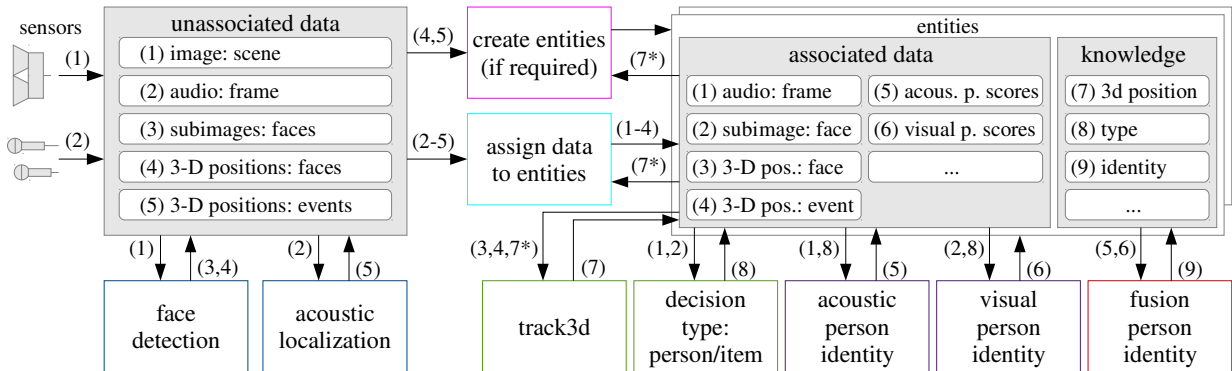 sensors
(1)
(2)
unassociated data
(1) image: scene
(2) audio: frame
(3) subimages: faces
(4) 3-D positions: faces
(5) 3-D positions: events
(4,5)
(2-5)
create entities
(if required)
assign data
to entities
(7*)
(1-4)
(7*)
entities
associated data
(1) audio: frame
(2) subimage: face
(3) 3-D pos.: face
(4) 3-D pos.: event
(5) acous. p. scores
(6) visual p. scores
...
knowledge
(7) 3d position
(8) type
(9) identity
...
(1)
(3,4)
(2)
(5)
(3,4,7*)
(7)
(1,2)
(8)
(1,8)
(5)
(2,8)
(6)
(5,6)
(9)
face
detection
acoustic
localization
track3d
decision
type:
person/item
acoustic
person
identity
visual
person
identity
fusion
person
identity